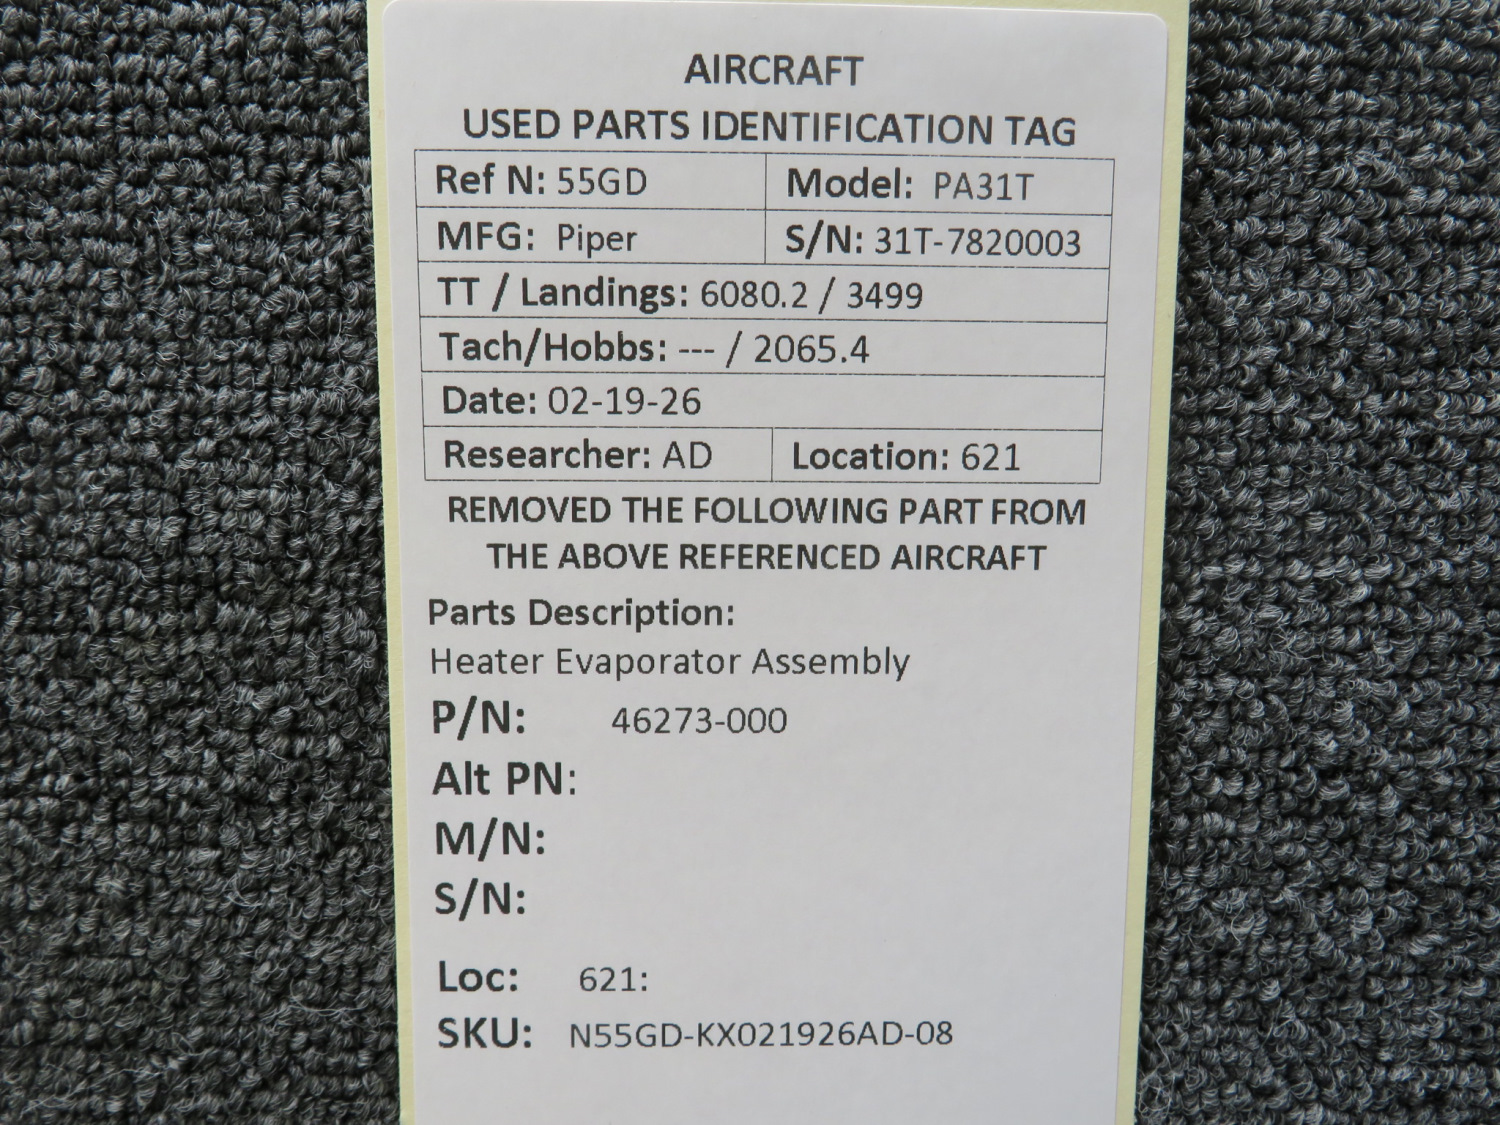 AIRCRAFT
USED PARTS IDENTIFICATION TAG
Ref N: 55GD Model: PA31T
MFG: Piper S/N: 31T-7820003
TT / Landings: 6080.2 / 3499
Tach/Hobbs: --- / 2065.4
Date: 02-19-26
Researcher: AD Location: 621
REMOVED THE FOLLOWING PART FROM
THE ABOVE REFERENCED AIRCRAFT
Parts Description:
Heater Evaporator Assembly
P/N: 46273-000
Alt PN:
M/N:
S/N:
Loc: 621:
SKU: N55GD-KX021926AD-08